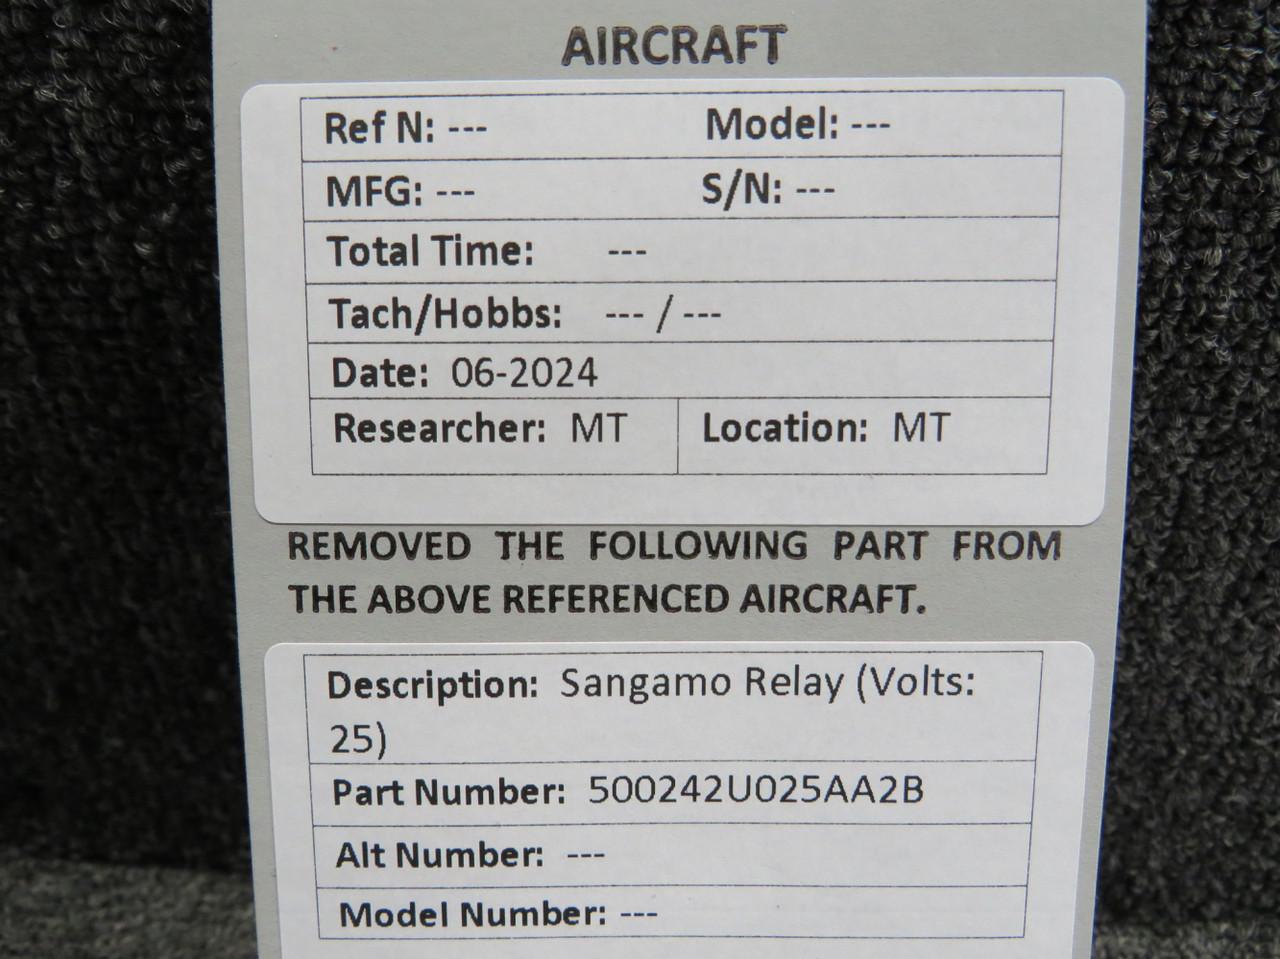 AIRCRAFT
Ref N: --- Model: ---
MFG: --- S/N: ---
Total Time: ---
Tach/Hobbs: --- / ---
Date: 06-2024
Researcher: MT Location: MT
REMOVED THE FOLLOWING PART FROM
THE ABOVE REFERENCED AIRCRAFT.
Description: Sangamo Relay (Volts:
25)
Part Number: 500242U025AA2B
Alt Number: ---
Model Number: ---